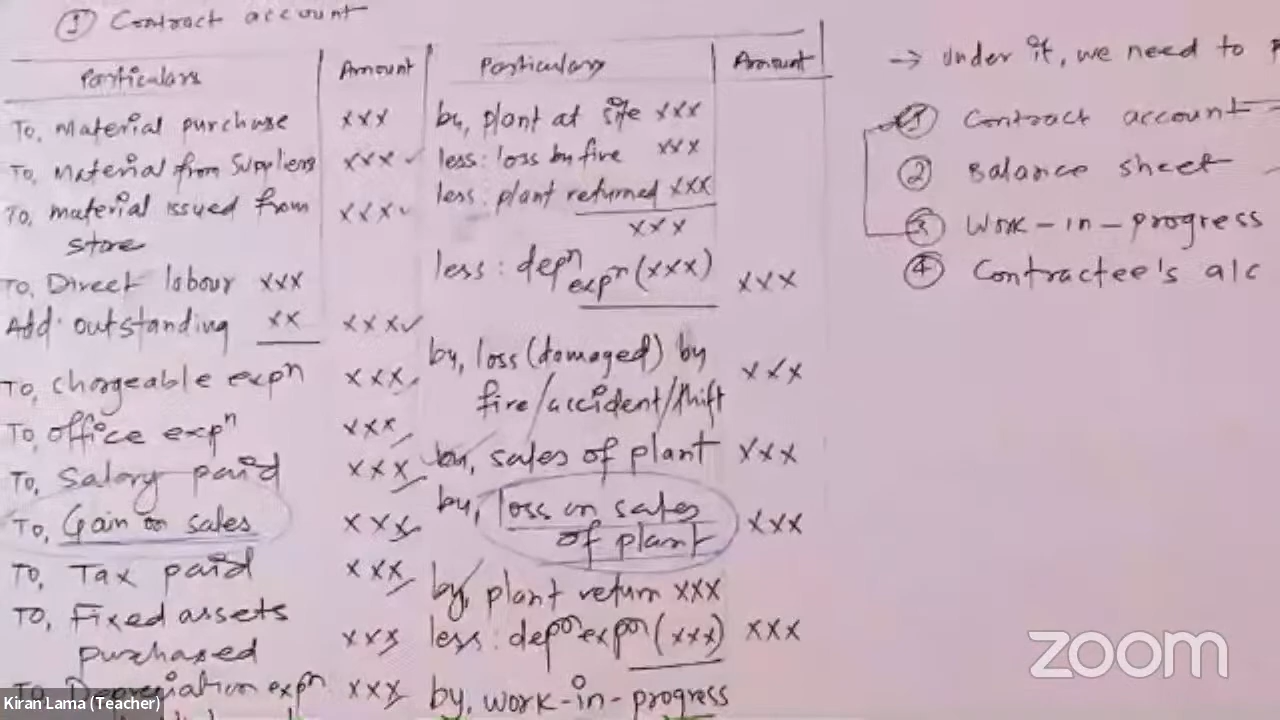 ① Contract account
Particulars Amount Particulars Amount
To, Material purchase xxx
To, Material from Suppliers xxx
To, material issued from xxx
store
To, Direct labour xxx
Add: outstanding xx xxx
To, chargeable expn xxx
To, office expn xxx
To, Salary paid xxx
To, Gain on sales xxx
To, Tax paid xxx
To, Fixed assets
purchased xxx
To, Depreciation expn xxx
by, plant at site xxx
less: loss by fire xxx
less: plant returned xxx
xxx
less: depn expn (xxx) xxx
by, loss (damaged) by xxx
fire/accident/thift
by, sales of plant xxx
by, loss on sales xxx
of plant
by, plant return xxx
less: depn expn (xxx) xxx
by, work-in-progress
→ under it, we need to
① Contract account
② Balance sheet
③ Work-in-progress
④ Contractee's a/c
zoom
Kiran Lama (Teacher)